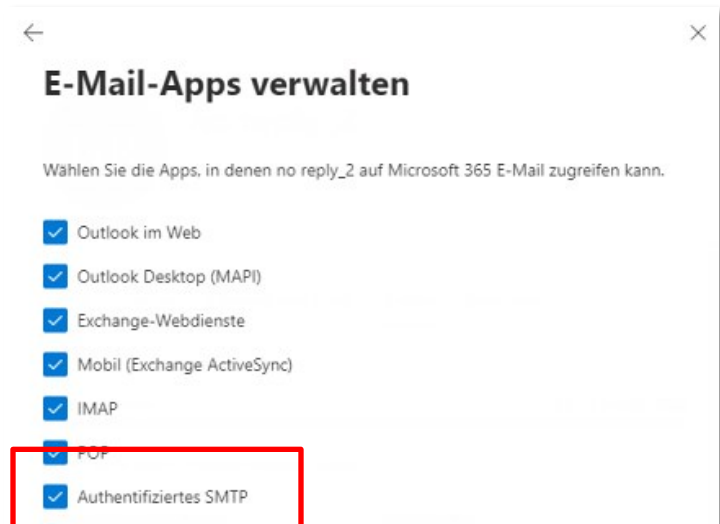 E-Mail-Apps verwalten
Wählen Sie die Apps, in denen no reply_2 auf Microsoft 365 E-Mail zugreifen kann.
Outlook im Web
Outlook Desktop (MAPI)
Exchange-Webdienste
Mobil (Exchange ActiveSync)
IMAP
POP
Authentifiziertes SMTP